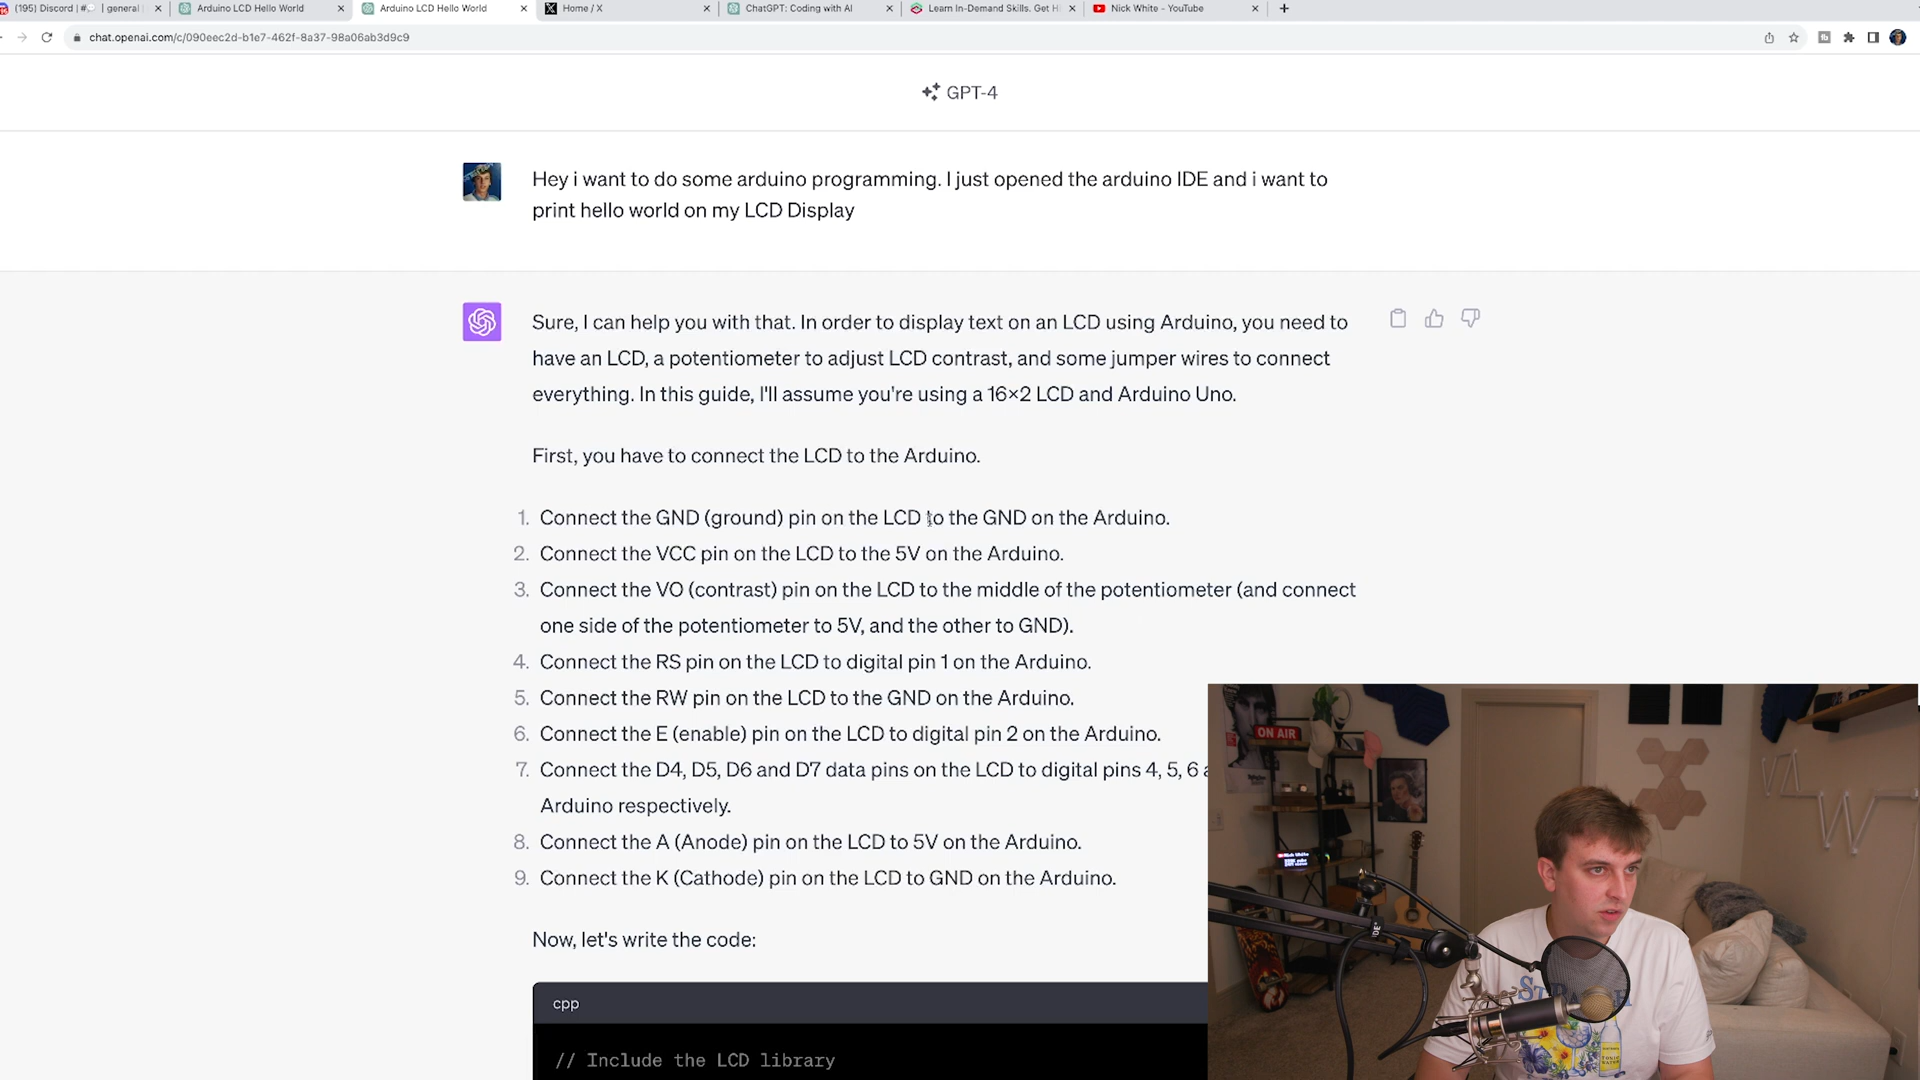 (195) Discord | # | general
Arduino LCD Hello World
Arduino LCD Hello World
Home / X
ChatGPT: Coding with AI
Learn In-Demand Skills. Get H
Nick White - YouTube
chat.openai.com/c/090eec2d-b1e7-462f-8a37-98a06ab3d9c9
GPT-4
Hey i want to do some arduino programming. I just opened the arduino IDE and i want to
print hello world on my LCD Display
Sure, I can help you with that. In order to display text on an LCD using Arduino, you need to
have an LCD, a potentiometer to adjust LCD contrast, and some jumper wires to connect
everything. In this guide, I'll assume you're using a 16×2 LCD and Arduino Uno.
First, you have to connect the LCD to the Arduino.
1. Connect the GND (ground) pin on the LCD to the GND on the Arduino.
2. Connect the VCC pin on the LCD to the 5V on the Arduino.
3. Connect the VO (contrast) pin on the LCD to the middle of the potentiometer (and connect
one side of the potentiometer to 5V, and the other to GND).
4. Connect the RS pin on the LCD to digital pin 1 on the Arduino.
5. Connect the RW pin on the LCD to the GND on the Arduino.
6. Connect the E (enable) pin on the LCD to digital pin 2 on the Arduino.
7. Connect the D4, D5, D6 and D7 data pins on the LCD to digital pins 4, 5, 6 a
Arduino respectively.
8. Connect the A (Anode) pin on the LCD to 5V on the Arduino.
9. Connect the K (Cathode) pin on the LCD to GND on the Arduino.
Now, let's write the code:
cpp
// Include the LCD library
ON AIR